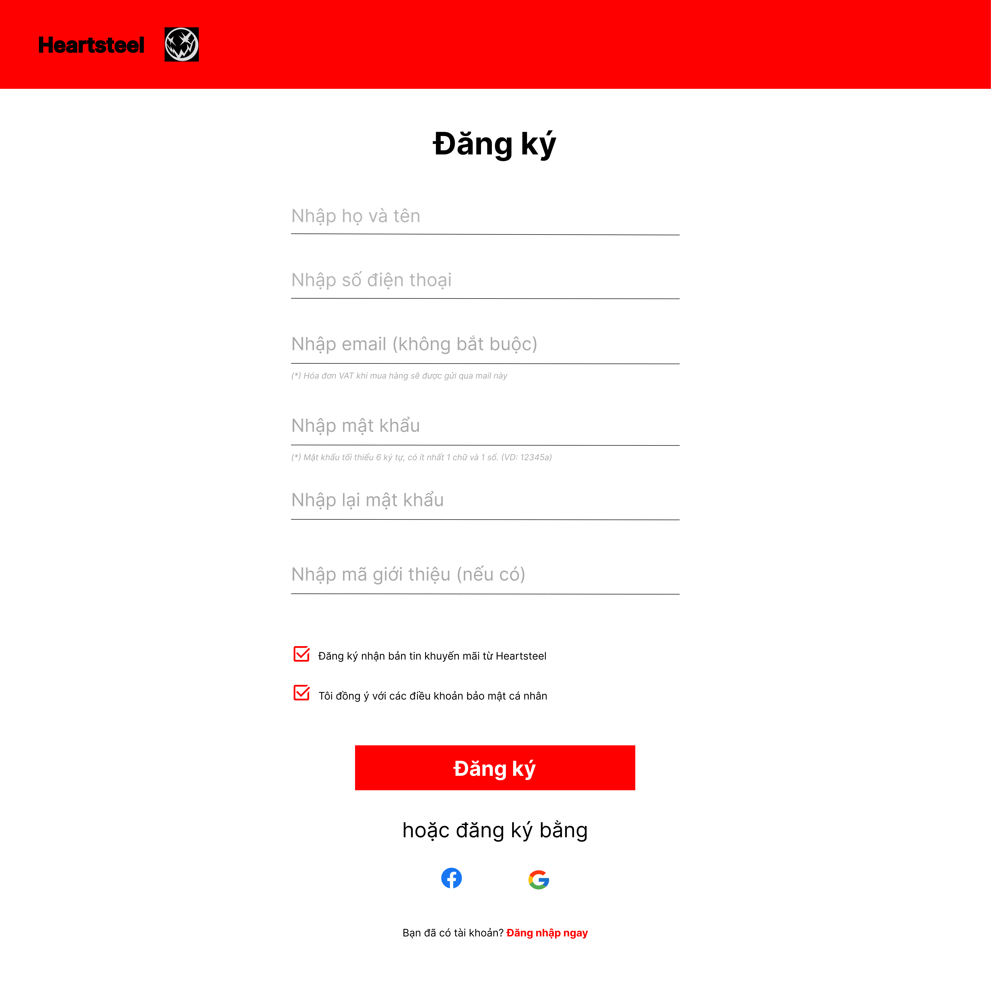 Heartsteel
Đăng ký
Nhập họ và tên
Nhập số điện thoại
Nhập email (không bắt buộc)
(*) Hóa đơn VAT khi mua hàng sẽ được gửi qua mail này
Nhập mật khẩu
(*) Mật khẩu tối thiểu 6 ký tự, có ít nhất 1 chữ và 1 số. (VD: 12345a)
Nhập lại mật khẩu
Nhập mã giới thiệu (nếu có)
Đăng ký nhận bản tin khuyến mãi từ Heartsteel
Tôi đồng ý với các điều khoản bảo mật cá nhân
Đăng ký
hoặc đăng ký bằng
Bạn đã có tài khoản? Đăng nhập ngay